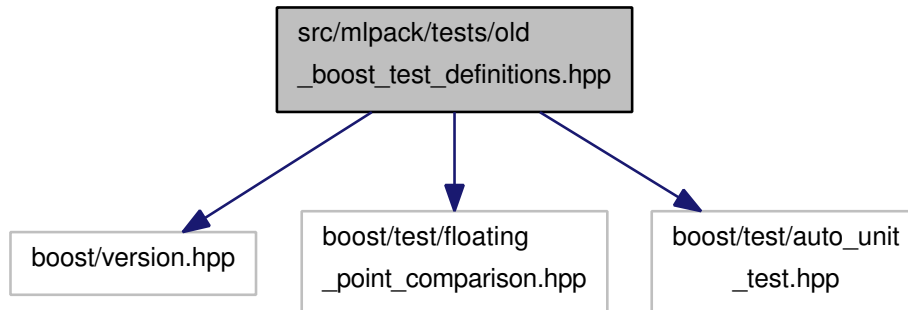 src/mlpack/tests/old
_boost_test_definitions.hpp
boost/version.hpp
boost/test/floating
_point_comparison.hpp
boost/test/auto_unit
_test.hpp